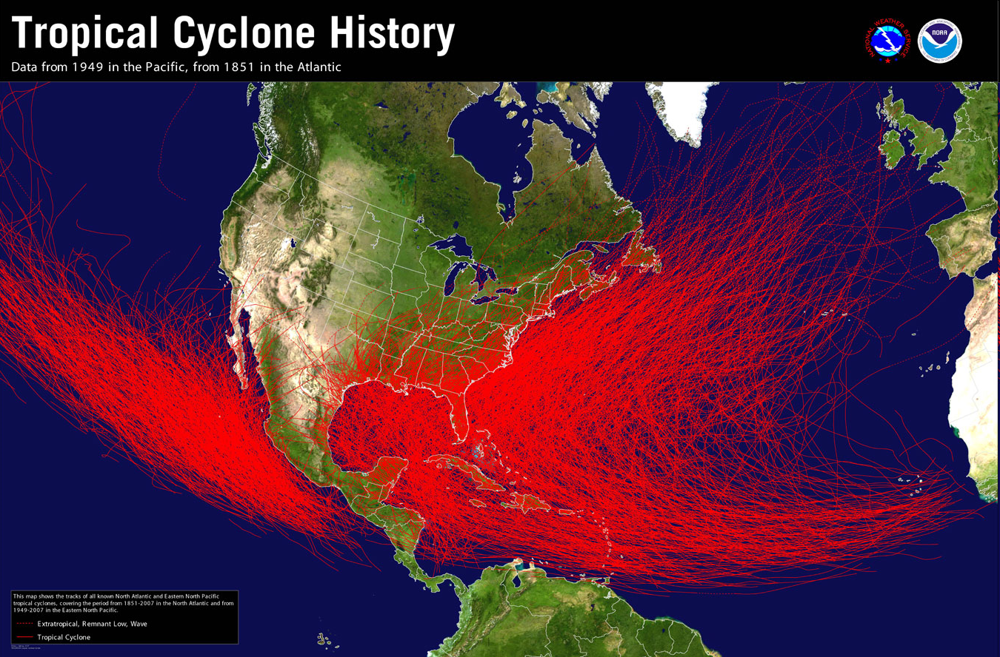 Tropical Cyclone History
Data from 1949 in the Pacific, from 1851 in the Atlantic
NATIONAL WEATHER SERVICE
NOAA
This map shows the tracks of all known North Atlantic and Eastern North Pacific
tropical cyclones, covering the period from 1851-2007 in the North Atlantic and from
1949-2007 in the Eastern North Pacific.
Extratropical, Remnant Low, Wave
Tropical Cyclone